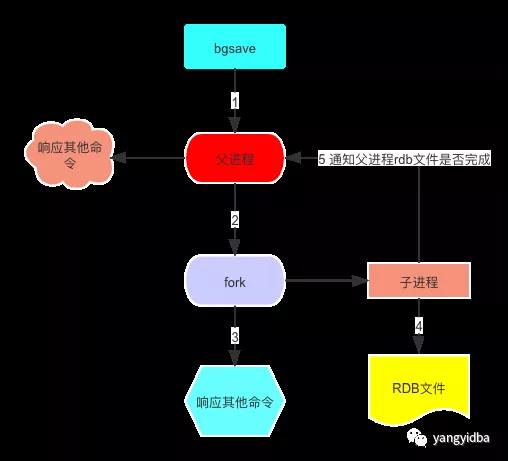 bgsave
1
响应其他命
令
父进程
5 通知父进程rdb文件是否完成
2
fork
子进程
3
4
响应其他命令
RDB文件
yangyidba